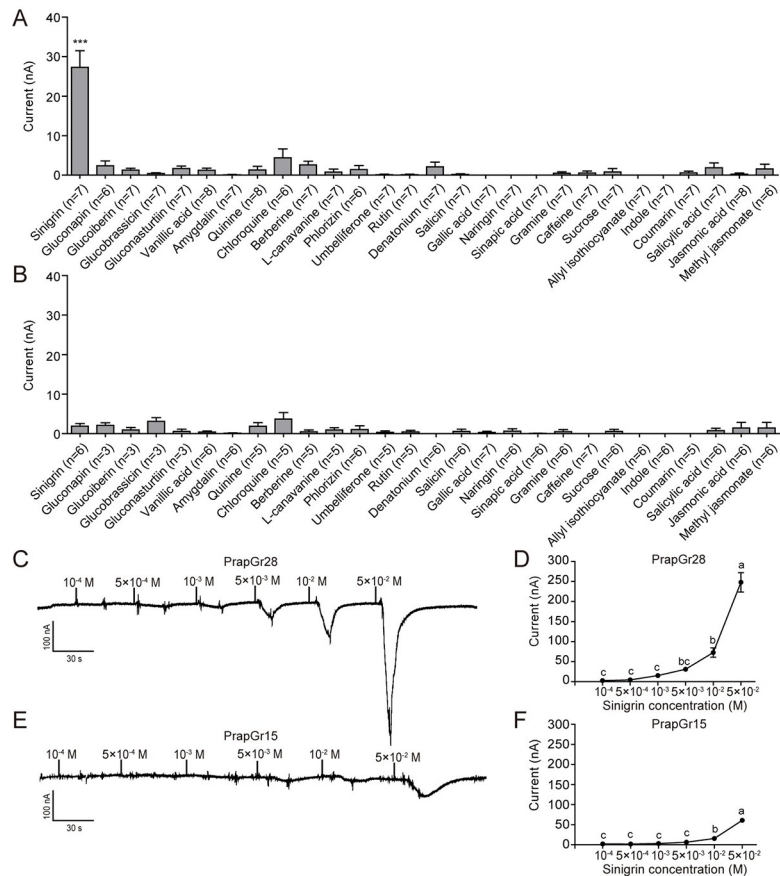 A
40
30
20
10
0
Current (nA)
***
Sinigrin (n=7)
Gluconapin (n=6)
Glucoiberin (n=7)
Glucobrassicin (n=7)
Gluconasturtiin (n=7)
Vanillic acid (n=8)
Amygdalin (n=7)
Quinine (n=8)
Chloroquine (n=6)
Berberine (n=7)
L-canavanine (n=7)
Phlorizin (n=6)
Umbelliferone (n=7)
Rutin (n=7)
Denatonium (n=7)
Salicin (n=7)
Gallic acid (n=7)
Naringin (n=7)
Sinapic acid (n=7)
Gramine (n=7)
Caffeine (n=7)
Sucrose (n=7)
Allyl isothiocyanate (n=7)
Indole (n=7)
Coumarin (n=7)
Salicylic acid (n=7)
Jasmonic acid (n=8)
Methyl jasmonate (n=6)
B
40
30
20
10
0
Current (nA)
Sinigrin (n=6)
Gluconapin (n=3)
Glucoiberin (n=3)
Glucobrassicin (n=3)
Gluconasturtiin (n=3)
Vanillic acid (n=6)
Amygdalin (n=6)
Quinine (n=5)
Chloroquine (n=5)
Berberine (n=5)
L-canavanine (n=5)
Phlorizin (n=6)
Umbelliferone (n=5)
Rutin (n=5)
Denatonium (n=6)
Salicin (n=6)
Gallic acid (n=7)
Naringin (n=6)
Sinapic acid (n=6)
Gramine (n=6)
Caffeine (n=7)
Sucrose (n=6)
Allyl isothiocyanate (n=6)
Indole (n=6)
Coumarin (n=5)
Salicylic acid (n=6)
Jasmonic acid (n=6)
Methyl jasmonate (n=6)
C
PrapGr28
10⁻⁴ M 5×10⁻⁴ M 10⁻³ M 5×10⁻³ M 10⁻² M 5×10⁻² M
100 nA
30 s
D
PrapGr28
300
250
200
150
100
50
0
Current (nA)
c c c bc b a
10⁻⁴ 5×10⁻⁴ 10⁻³ 5×10⁻³ 10⁻² 5×10⁻²
Sinigrin concentration (M)
E
PrapGr15
10⁻⁴ M 5×10⁻⁴ M 10⁻³ M 5×10⁻³ M 10⁻² M 5×10⁻² M
100 nA
30 s
F
PrapGr15
300
250
200
150
100
50
0
Current (nA)
c c c c b a
10⁻⁴ 5×10⁻⁴ 10⁻³ 5×10⁻³ 10⁻² 5×10⁻²
Sinigrin concentration (M)